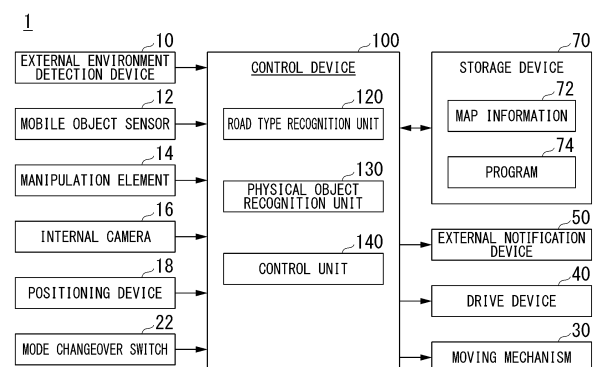 1
10
EXTERNAL ENVIRONMENT
DETECTION DEVICE
12
MOBILE OBJECT SENSOR
14
MANIPULATION ELEMENT
16
INTERNAL CAMERA
18
POSITIONING DEVICE
22
MODE CHANGEOVER SWITCH
100
CONTROL DEVICE
120
ROAD TYPE RECOGNITION UNIT
130
PHYSICAL OBJECT
RECOGNITION UNIT
140
CONTROL UNIT
70
STORAGE DEVICE
72
MAP INFORMATION
74
PROGRAM
50
EXTERNAL NOTIFICATION
DEVICE
40
DRIVE DEVICE
30
MOVING MECHANISM